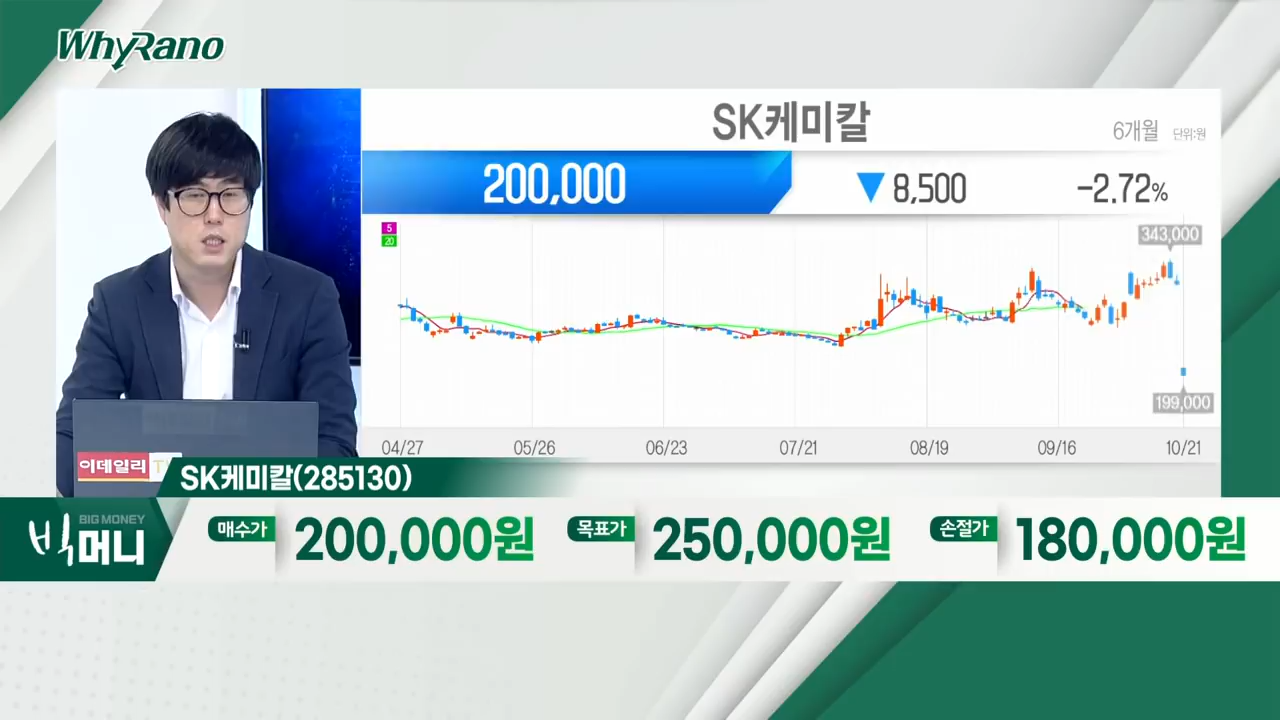 WhyRano
SK케미칼
6개월 단위:원
200,000 ▼ 8,500 -2.72%
5
20
343,000
199,000
04/27 05/26 06/23 07/21 08/19 09/16 10/21
이데일리 T
SK케미칼(285130)
BIG MONEY
빅머니
매수가 200,000원 목표가 250,000원 손절가 180,000원